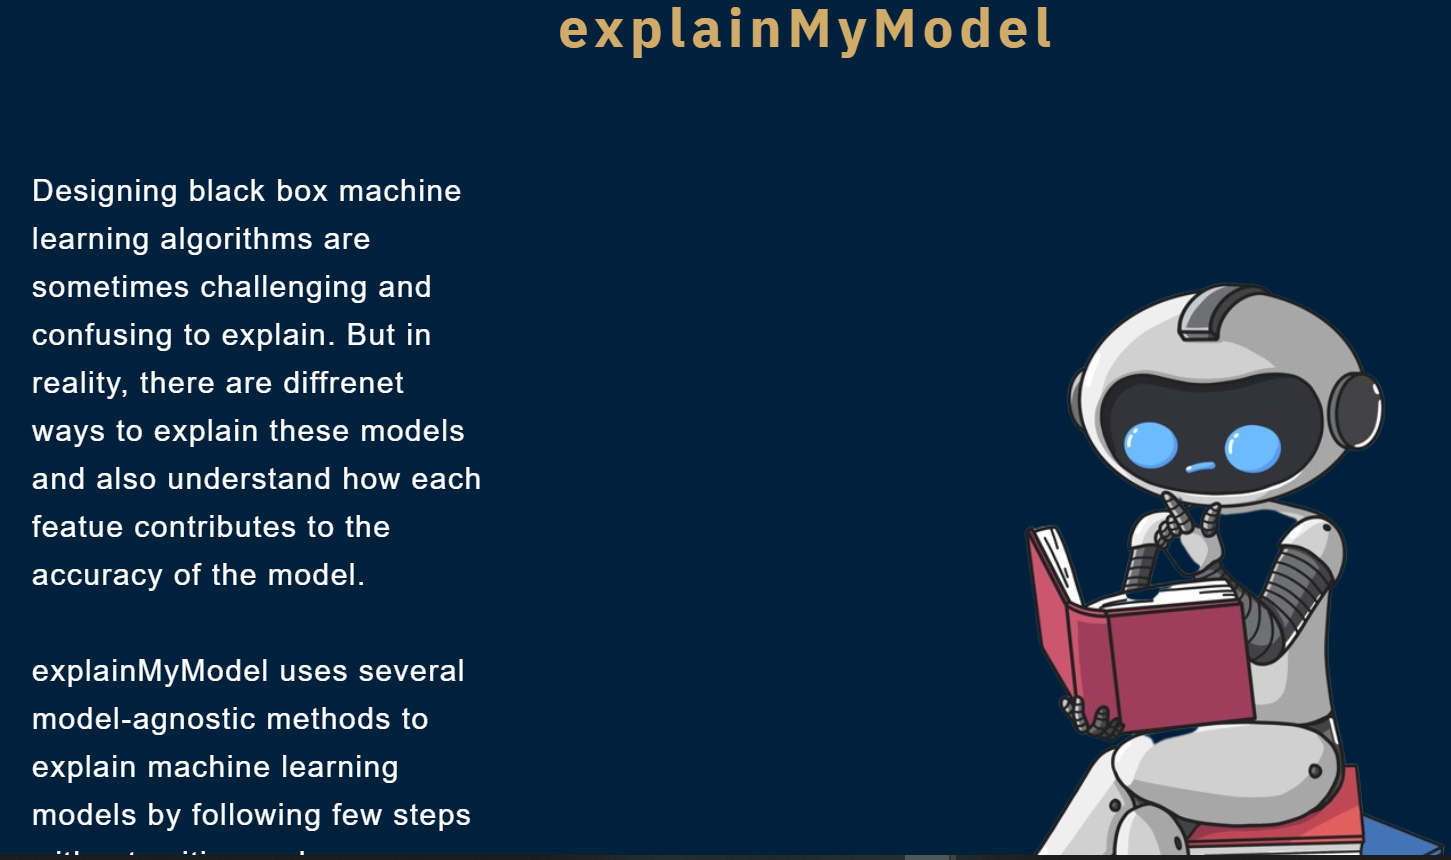 explainMyModel
Designing black box machine
learning algorithms are
sometimes challenging and
confusing to explain. But in
reality, there are diffrenet
ways to explain these models
and also understand how each
featue contributes to the
accuracy of the model.
explainMyModel uses several
model-agnostic methods to
explain machine learning
models by following few steps